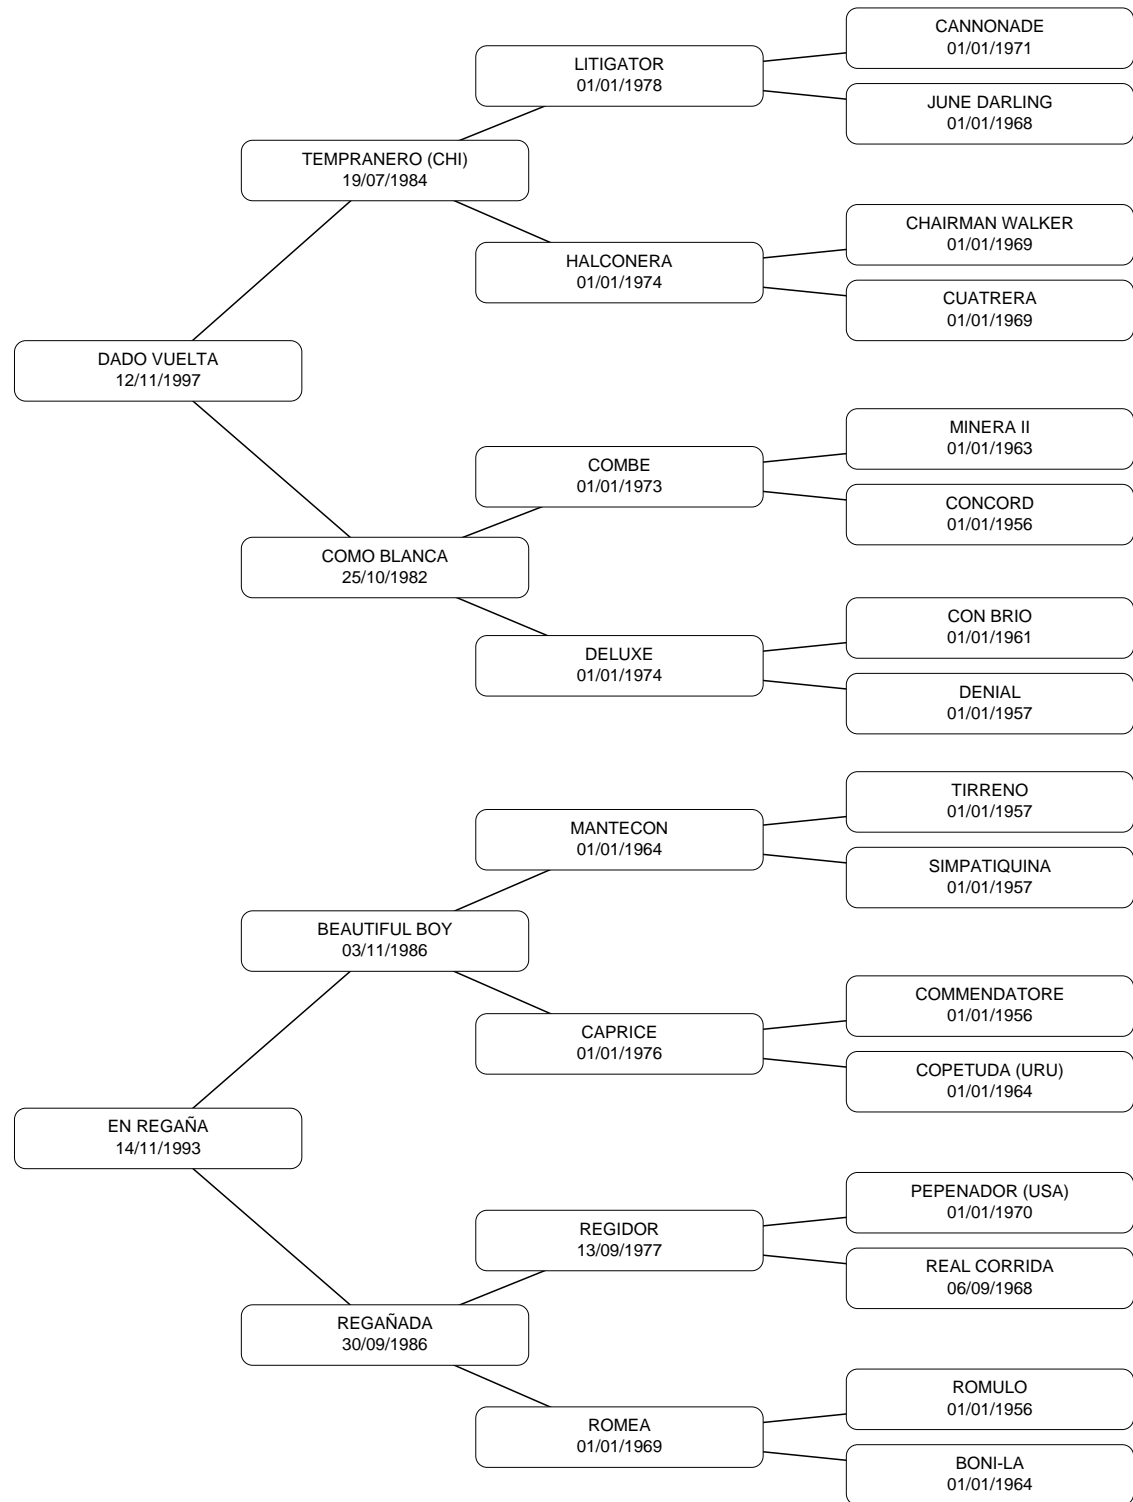 CANNONADE
01/01/1971
LITIGATOR
01/01/1978
JUNE DARLING
01/01/1968
TEMPRANERO (CHI)
19/07/1984
CHAIRMAN WALKER
01/01/1969
HALCONERA
01/01/1974
CUATRERA
01/01/1969
DADO VUELTA
12/11/1997
MINERA II
01/01/1963
COMBE
01/01/1973
CONCORD
01/01/1956
COMO BLANCA
25/10/1982
CON BRIO
01/01/1961
DELUXE
01/01/1974
DENIAL
01/01/1957
TIRRENO
01/01/1957
MANTECON
01/01/1964
SIMPATIQUINA
01/01/1957
BEAUTIFUL BOY
03/11/1986
COMMENDATORE
01/01/1956
CAPRICE
01/01/1976
COPETUDA (URU)
01/01/1964
EN REGAÑA
14/11/1993
PEPENADOR (USA)
01/01/1970
REGIDOR
13/09/1977
REAL CORRIDA
06/09/1968
REGAÑADA
30/09/1986
ROMULO
01/01/1956
ROMEA
01/01/1969
BONI-LA
01/01/1964